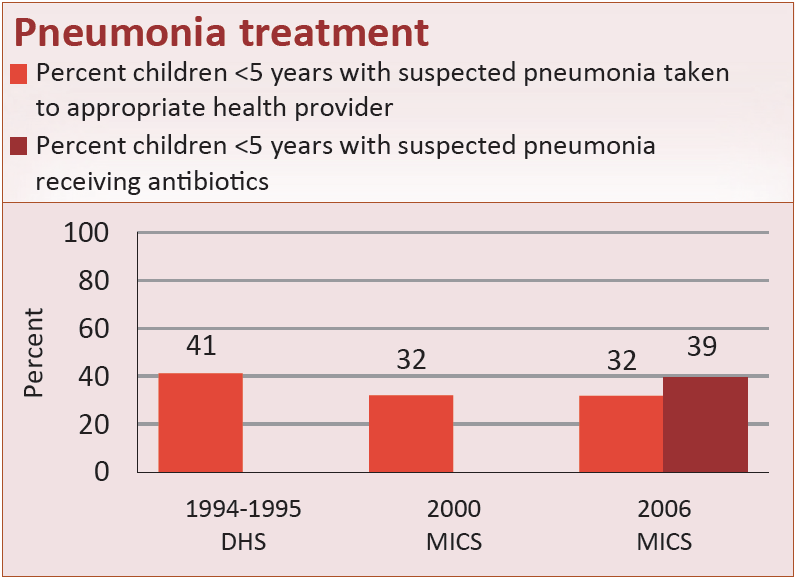 Pneumonia treatment
Percent children <5 years with suspected pneumonia taken
to appropriate health provider
Percent children <5 years with suspected pneumonia
receiving antibiotics
Percent
100
80
60
40
20
0
41
32
32
39
1994-1995
DHS
2000
MICS
2006
MICS